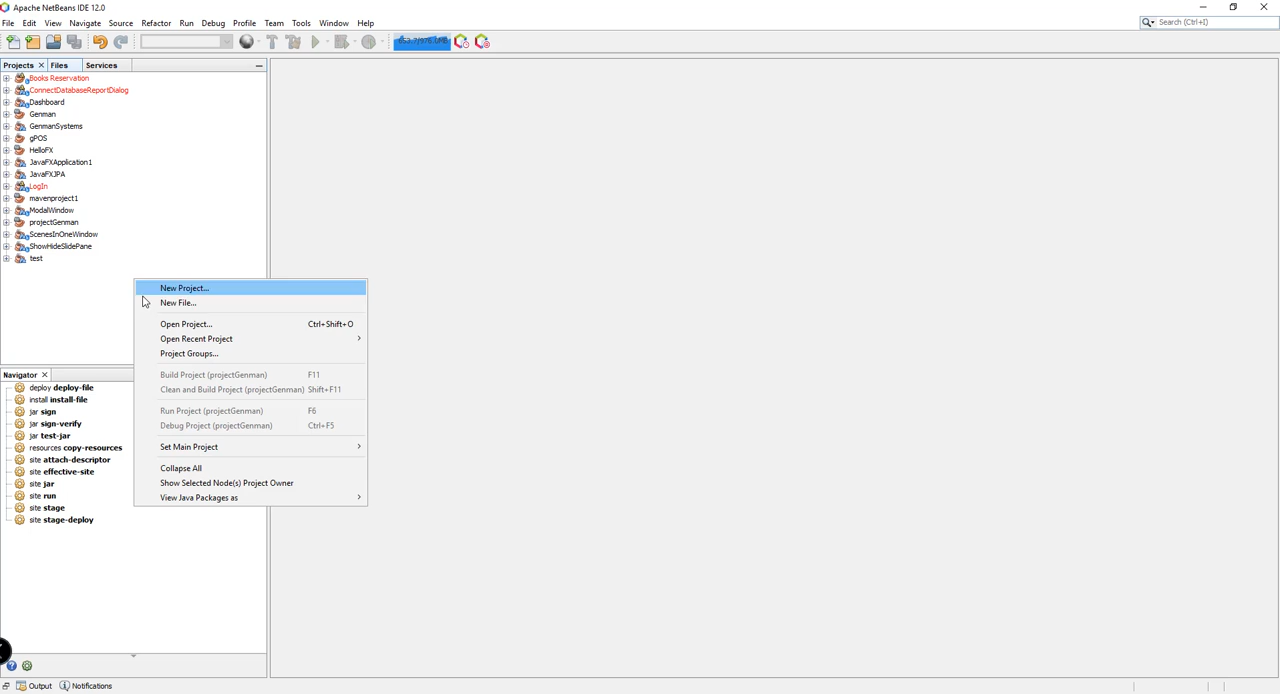 Apache NetBeans IDE 12.0
File Edit View Navigate Source Refactor Run Debug Profile Team Tools Window Help
Search (Ctrl+I)
Projects Files Services
Books Reservation
ConnectDatabaseReportDialog
Dashboard
Genman
GenmanSystems
gPOS
HelloFX
JavaFXApplication1
JavaFXJPA
LogIn
mavenproject1
ModalWindow
projectGenman
ScenesInOneWindow
ShowHideSlidePane
test
New Project...
New File...
Open Project... Ctrl+Shift+O
Open Recent Project
Project Groups...
Build Project (projectGenman) F11
Clean and Build Project (projectGenman) Shift+F11
Run Project (projectGenman) F6
Debug Project (projectGenman) Ctrl+F5
Set Main Project
Collapse All
Show Selected Node(s) Project Owner
View Java Packages as
Navigator
deploy deploy-file
install install-file
jar sign
jar sign-verify
jar test-jar
resources copy-resources
site attach-descriptor
site effective-site
site jar
site run
site stage
site stage-deploy
Output Notifications